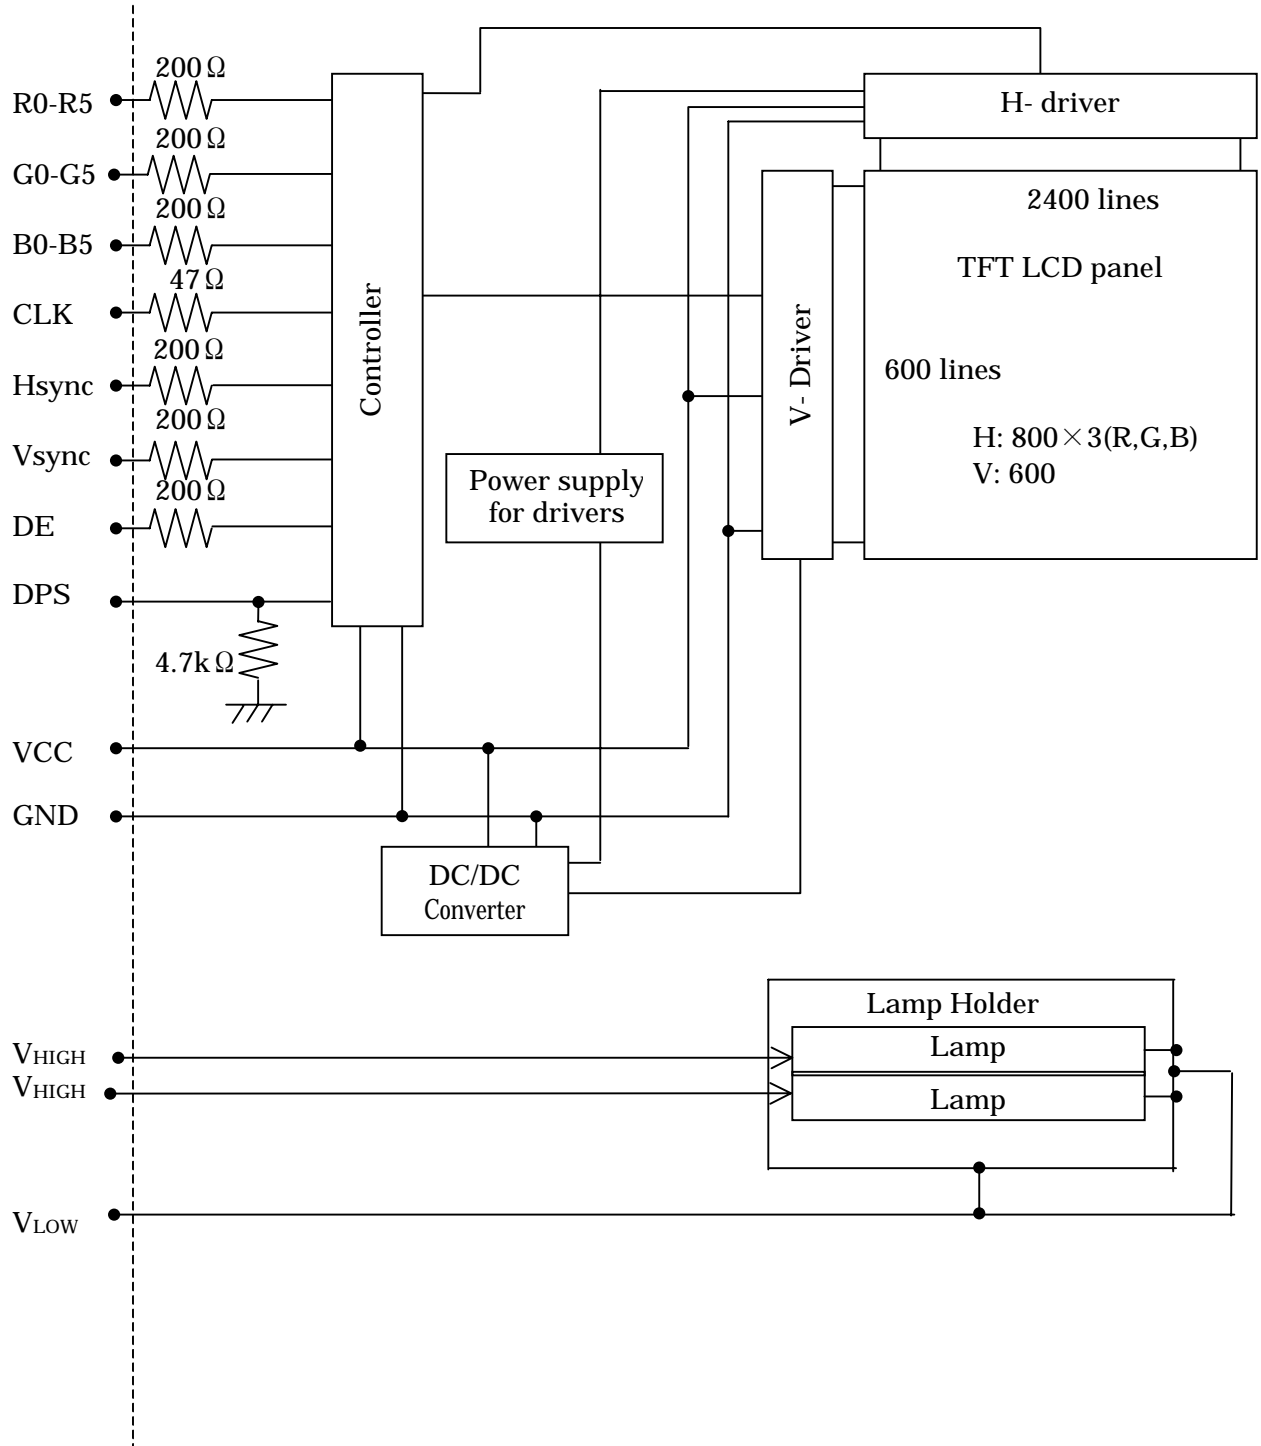 200Ω
R0-R5
200Ω
G0-G5
200Ω
B0-B5
47Ω
CLK
200Ω
Hsync
200Ω
Vsync
200Ω
DE
DPS
4.7kΩ
VCC
GND
Controller
H- driver
V- Driver
2400 lines
TFT LCD panel
600 lines
H: 800×3(R,G,B)
V: 600
Power supply
for drivers
DC/DC
Converter
Lamp Holder
Lamp
Lamp
VHIGH
VHIGH
VLOW